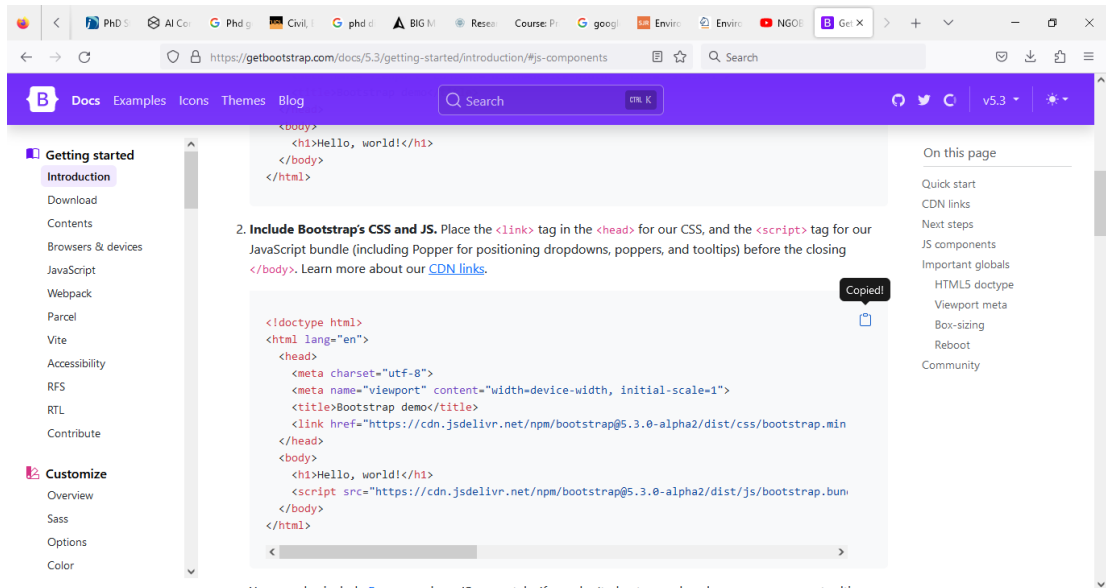 PhD S
AI Cor
Phd g
Civil, E
phd d
BIG M
Resea
Course: Pr
googl
Enviro
Enviro
NGOE
Get
https://getbootstrap.com/docs/5.3/getting-started/introduction/#js-components
Search
Docs Examples Icons Themes Blog
Search
CTRL K
v5.3
Getting started
Introduction
Download
Contents
Browsers & devices
JavaScript
Webpack
Parcel
Vite
Accessibility
RFS
RTL
Contribute
Customize
Overview
Sass
Options
Color
<body>
<h1>Hello, world!</h1>
</body>
</html>
2. Include Bootstrap's CSS and JS. Place the <link> tag in the <head> for our CSS, and the <script> tag for our
JavaScript bundle (including Popper for positioning dropdowns, poppers, and tooltips) before the closing
</body>. Learn more about our CDN links.
Copied!
<!doctype html>
<html lang="en">
<head>
<meta charset="utf-8">
<meta name="viewport" content="width=device-width, initial-scale=1">
<title>Bootstrap demo</title>
<link href="https://cdn.jsdelivr.net/npm/bootstrap@5.3.0-alpha2/dist/css/bootstrap.min
</head>
<body>
<h1>Hello, world!</h1>
<script src="https://cdn.jsdelivr.net/npm/bootstrap@5.3.0-alpha2/dist/js/bootstrap.bun
</body>
</html>
On this page
Quick start
CDN links
Next steps
JS components
Important globals
HTML5 doctype
Viewport meta
Box-sizing
Reboot
Community